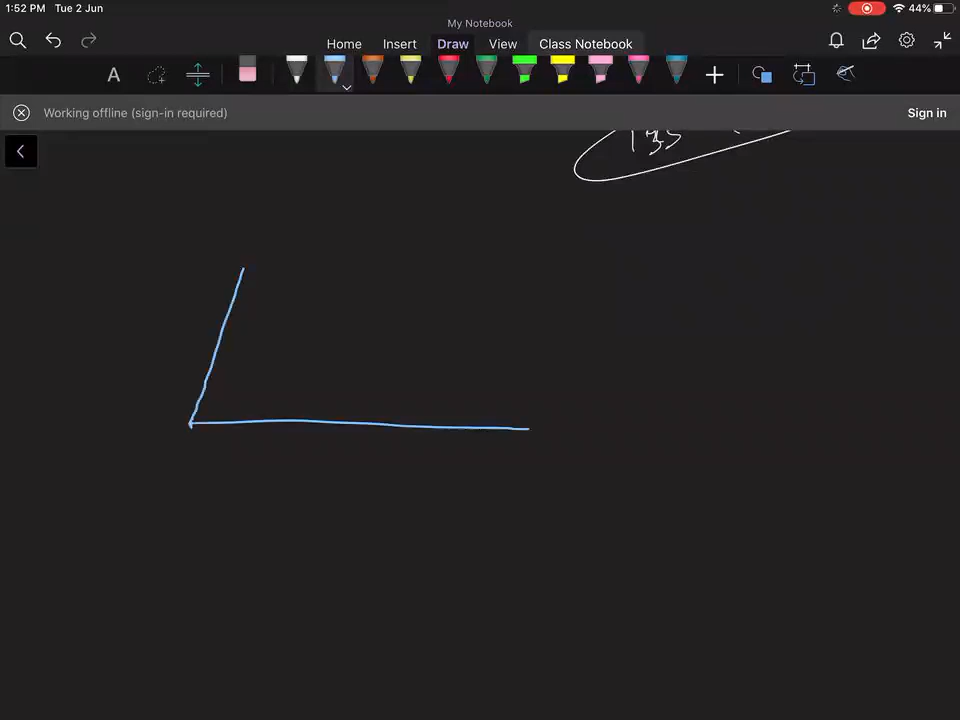 1:52 PM Tue 2 Jun 44%
My Notebook
Home Insert Draw View Class Notebook
A
Working offline (sign-in required) Sign in